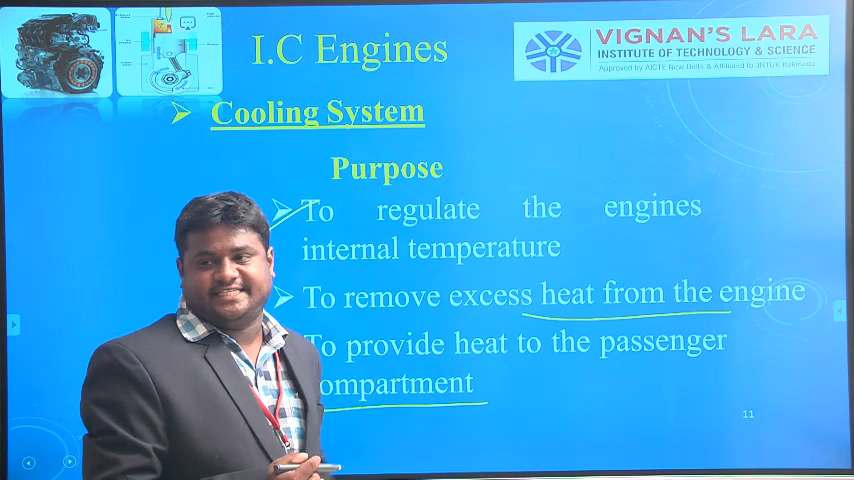 I.C Engines
VIGNAN'S LARA
INSTITUTE OF TECHNOLOGY & SCIENCE
Approved by AICTE New Delhi & Affiliated to JNTUK Kakinada
Cooling System
Purpose
To regulate the engines
internal temperature
To remove excess heat from the engine
To provide heat to the passenger
ompartment
11